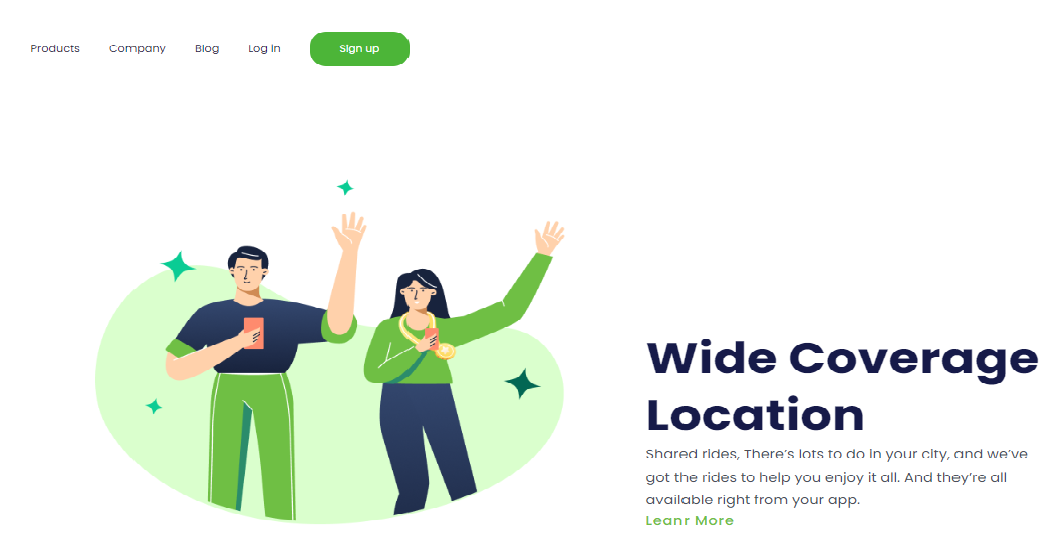 Products Company Blog Log In Sign up
Wide Coverage
Location
Shared rides, There's lots to do in your city, and we've
got the rides to help you enjoy it all. And they're all
available right from your app.
Leanr More